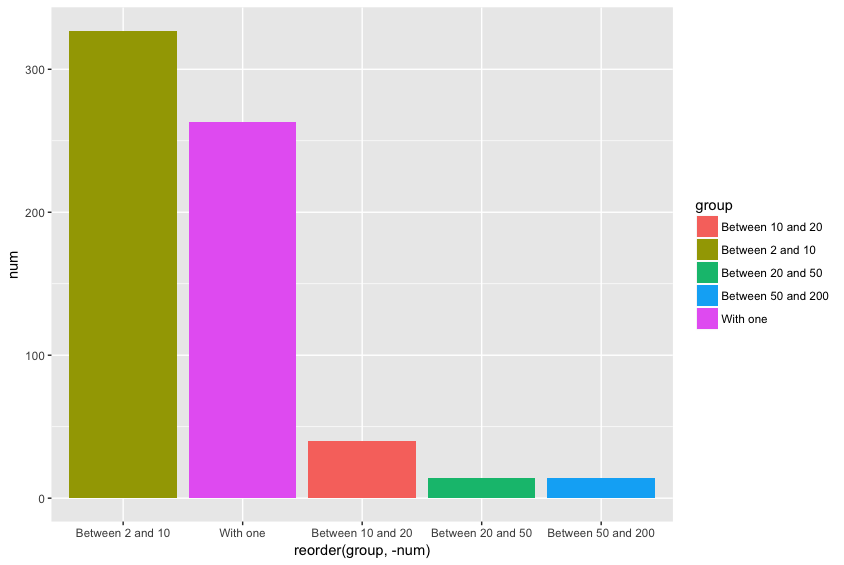 300
200
100
0
num
Between 2 and 10
With one
Between 10 and 20
Between 20 and 50
Between 50 and 200
reorder(group, -num)
group
Between 10 and 20
Between 2 and 10
Between 20 and 50
Between 50 and 200
With one